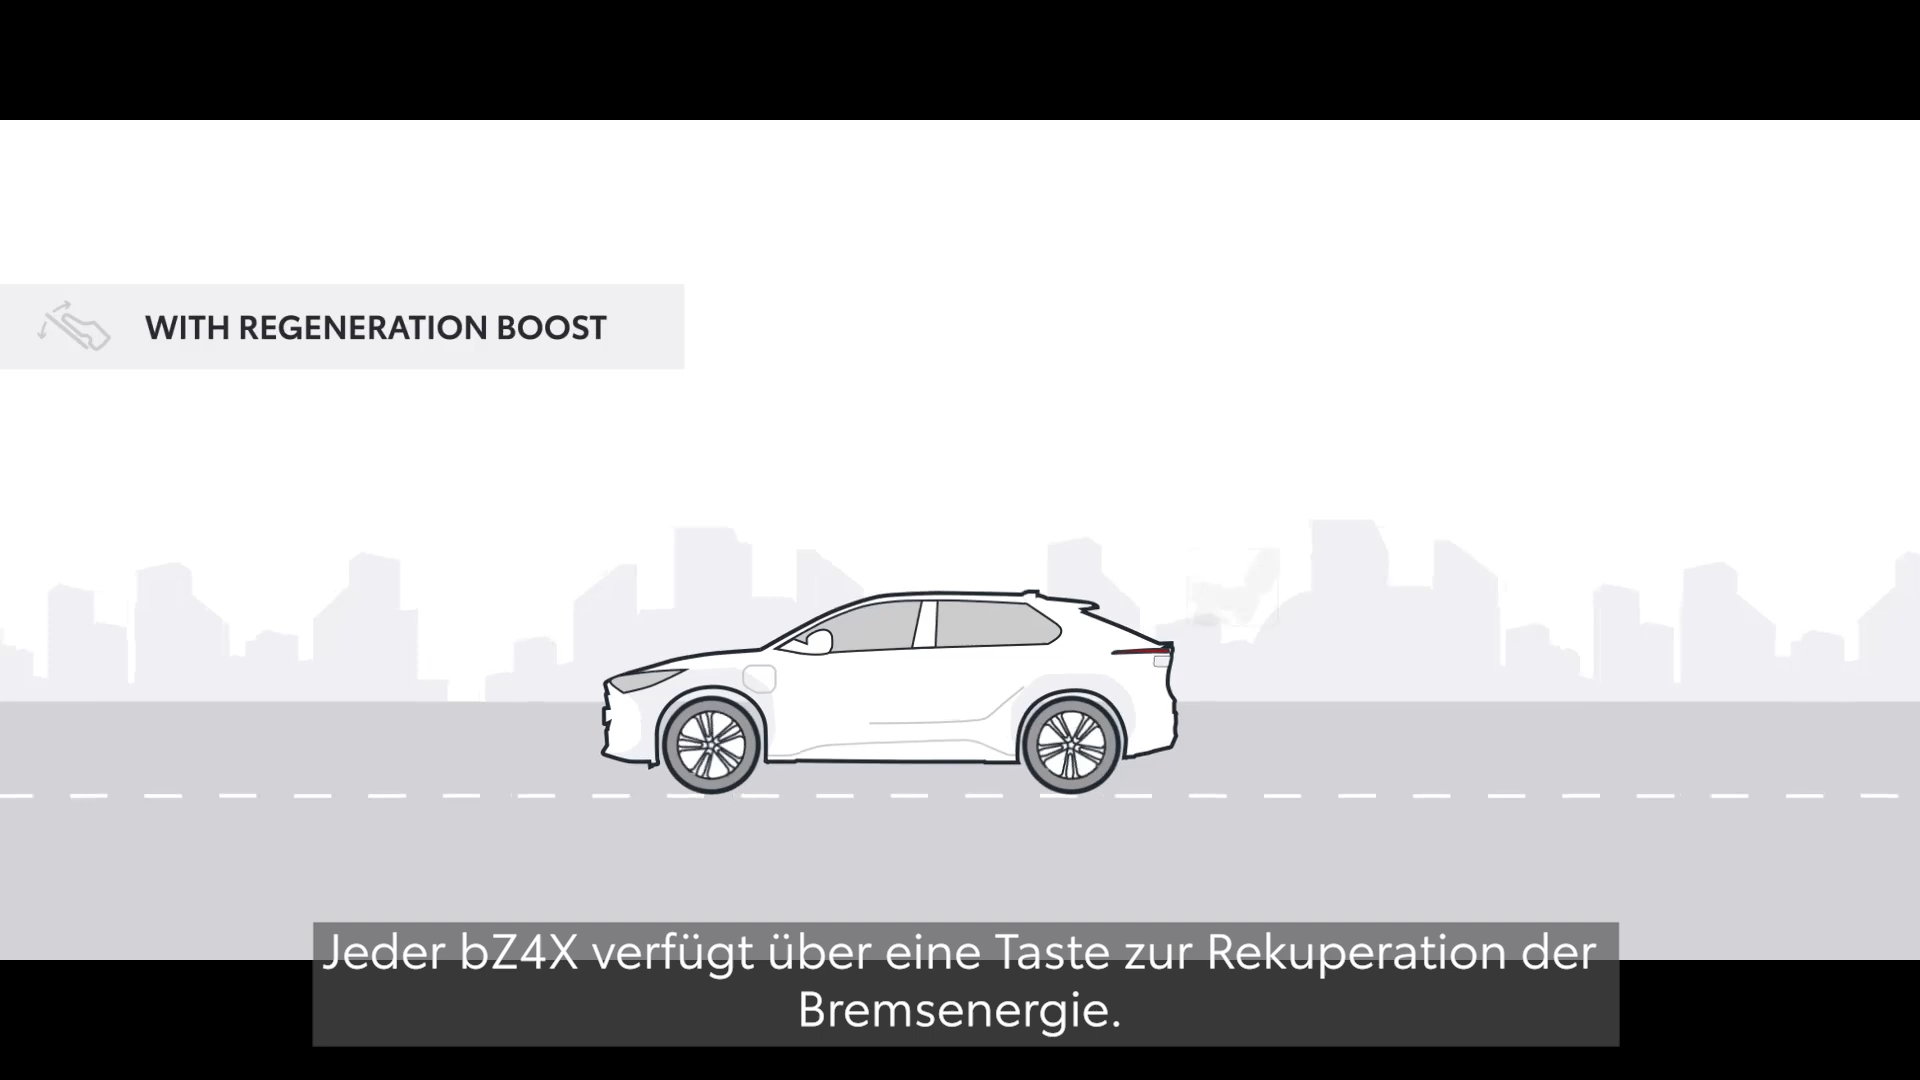 WITH REGENERATION BOOST
Jeder bZ4X verfügt über eine Taste zur Rekuperation der
Bremsenergie.